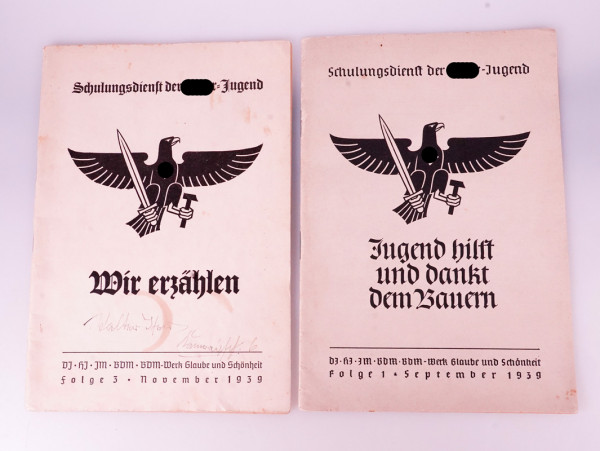 Schulungsdienst der r-Jugend
Wir erzählen
DJ · HJ · JM · BDM · BDM-Werk Glaube und Schönheit
Folge 3 · November 1939
Schulungsdienst der -Jugend
Jugend hilft
und dankt
dem Bauern
DJ · HJ · JM · BDM · BDM-Werk Glaube und Schönheit
Folge 1 · September 1939